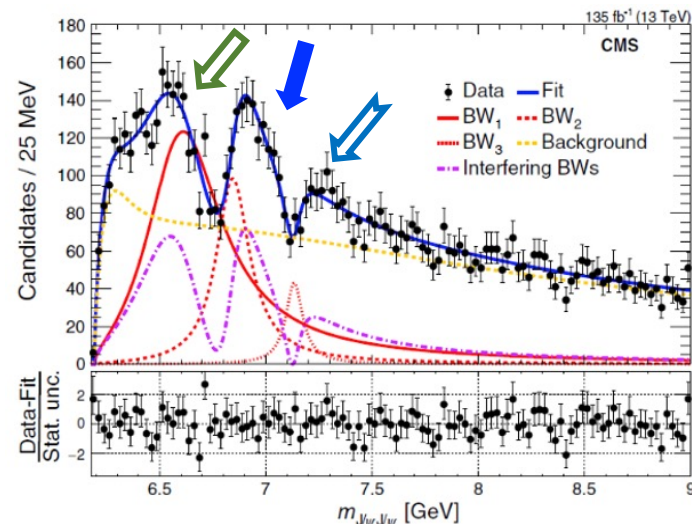 135 fb⁻¹ (13 TeV)
CMS
Candidates / 25 MeV
180
160
140
120
100
80
60
40
20
0
Data
Fit
BW₁
BW₂
BW₃
Background
Interfering BWs
Data-Fit
Stat. unc.
2
0
−2
6.5
7
7.5
8
8.5
9
m_J/ψJ/ψ [GeV]